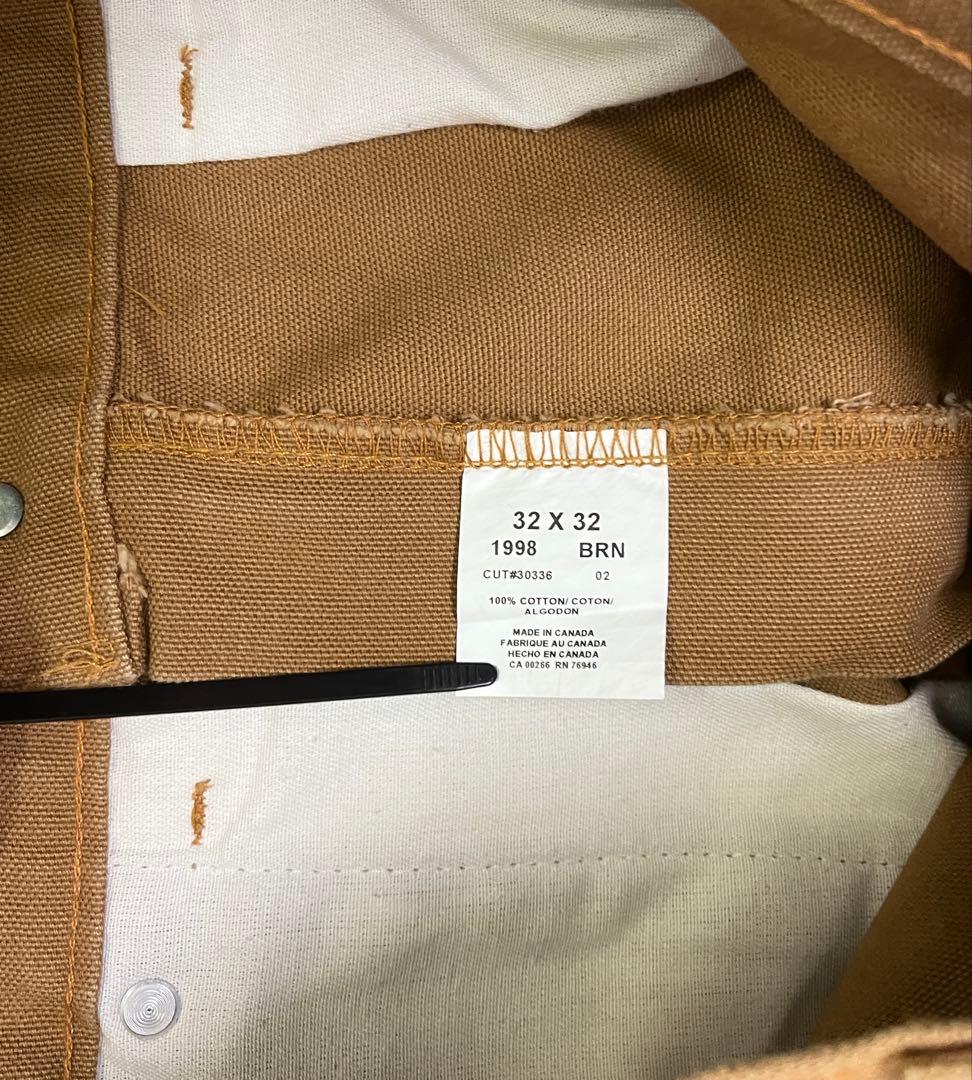 32 X 32
1998 BRN
CUT#30336 02
100% COTTON/ COTON/
ALGODON
MADE IN CANADA
FABRIQUE AU CANADA
HECHO EN CANADA
CA 00266 RN 76946